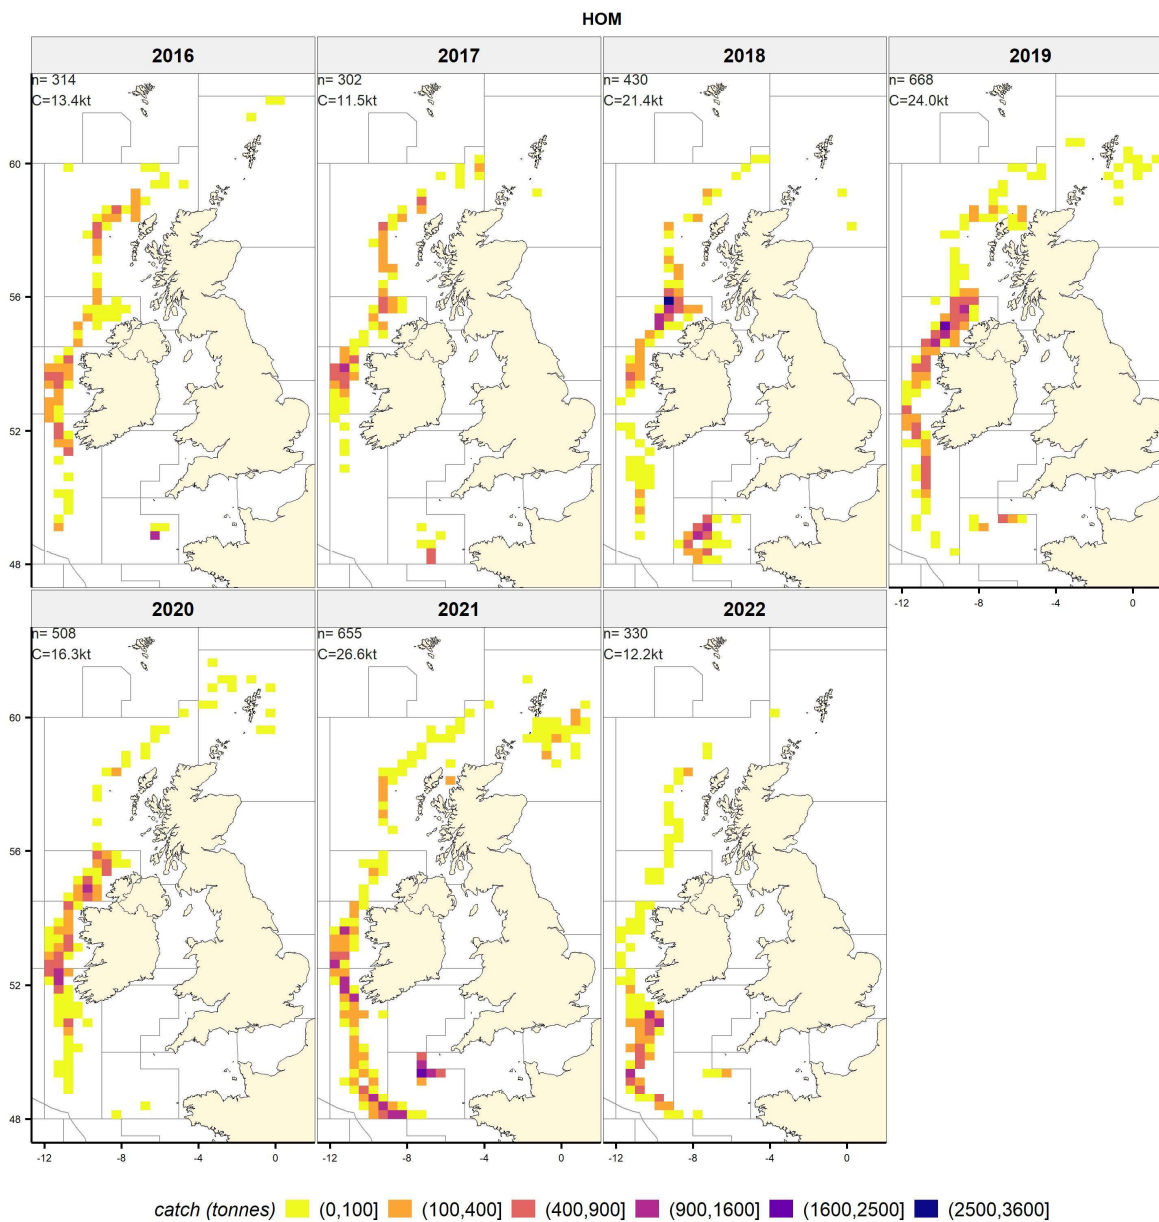 HOM
2016 2017 2018 2019
n= 314 n= 302 n= 430 n= 668
C=13.4kt C=11.5kt C=21.4kt C=24.0kt
60
56
52
48
-12 -8 -4 0
2020 2021 2022
n= 508 n= 655 n= 330
C=16.3kt C=26.6kt C=12.2kt
60
56
52
48
-12 -8 -4 0 -12 -8 -4 0 -12 -8 -4 0
catch (tonnes) (0,100] (100,400] (400,900] (900,1600] (1600,2500] (2500,3600]